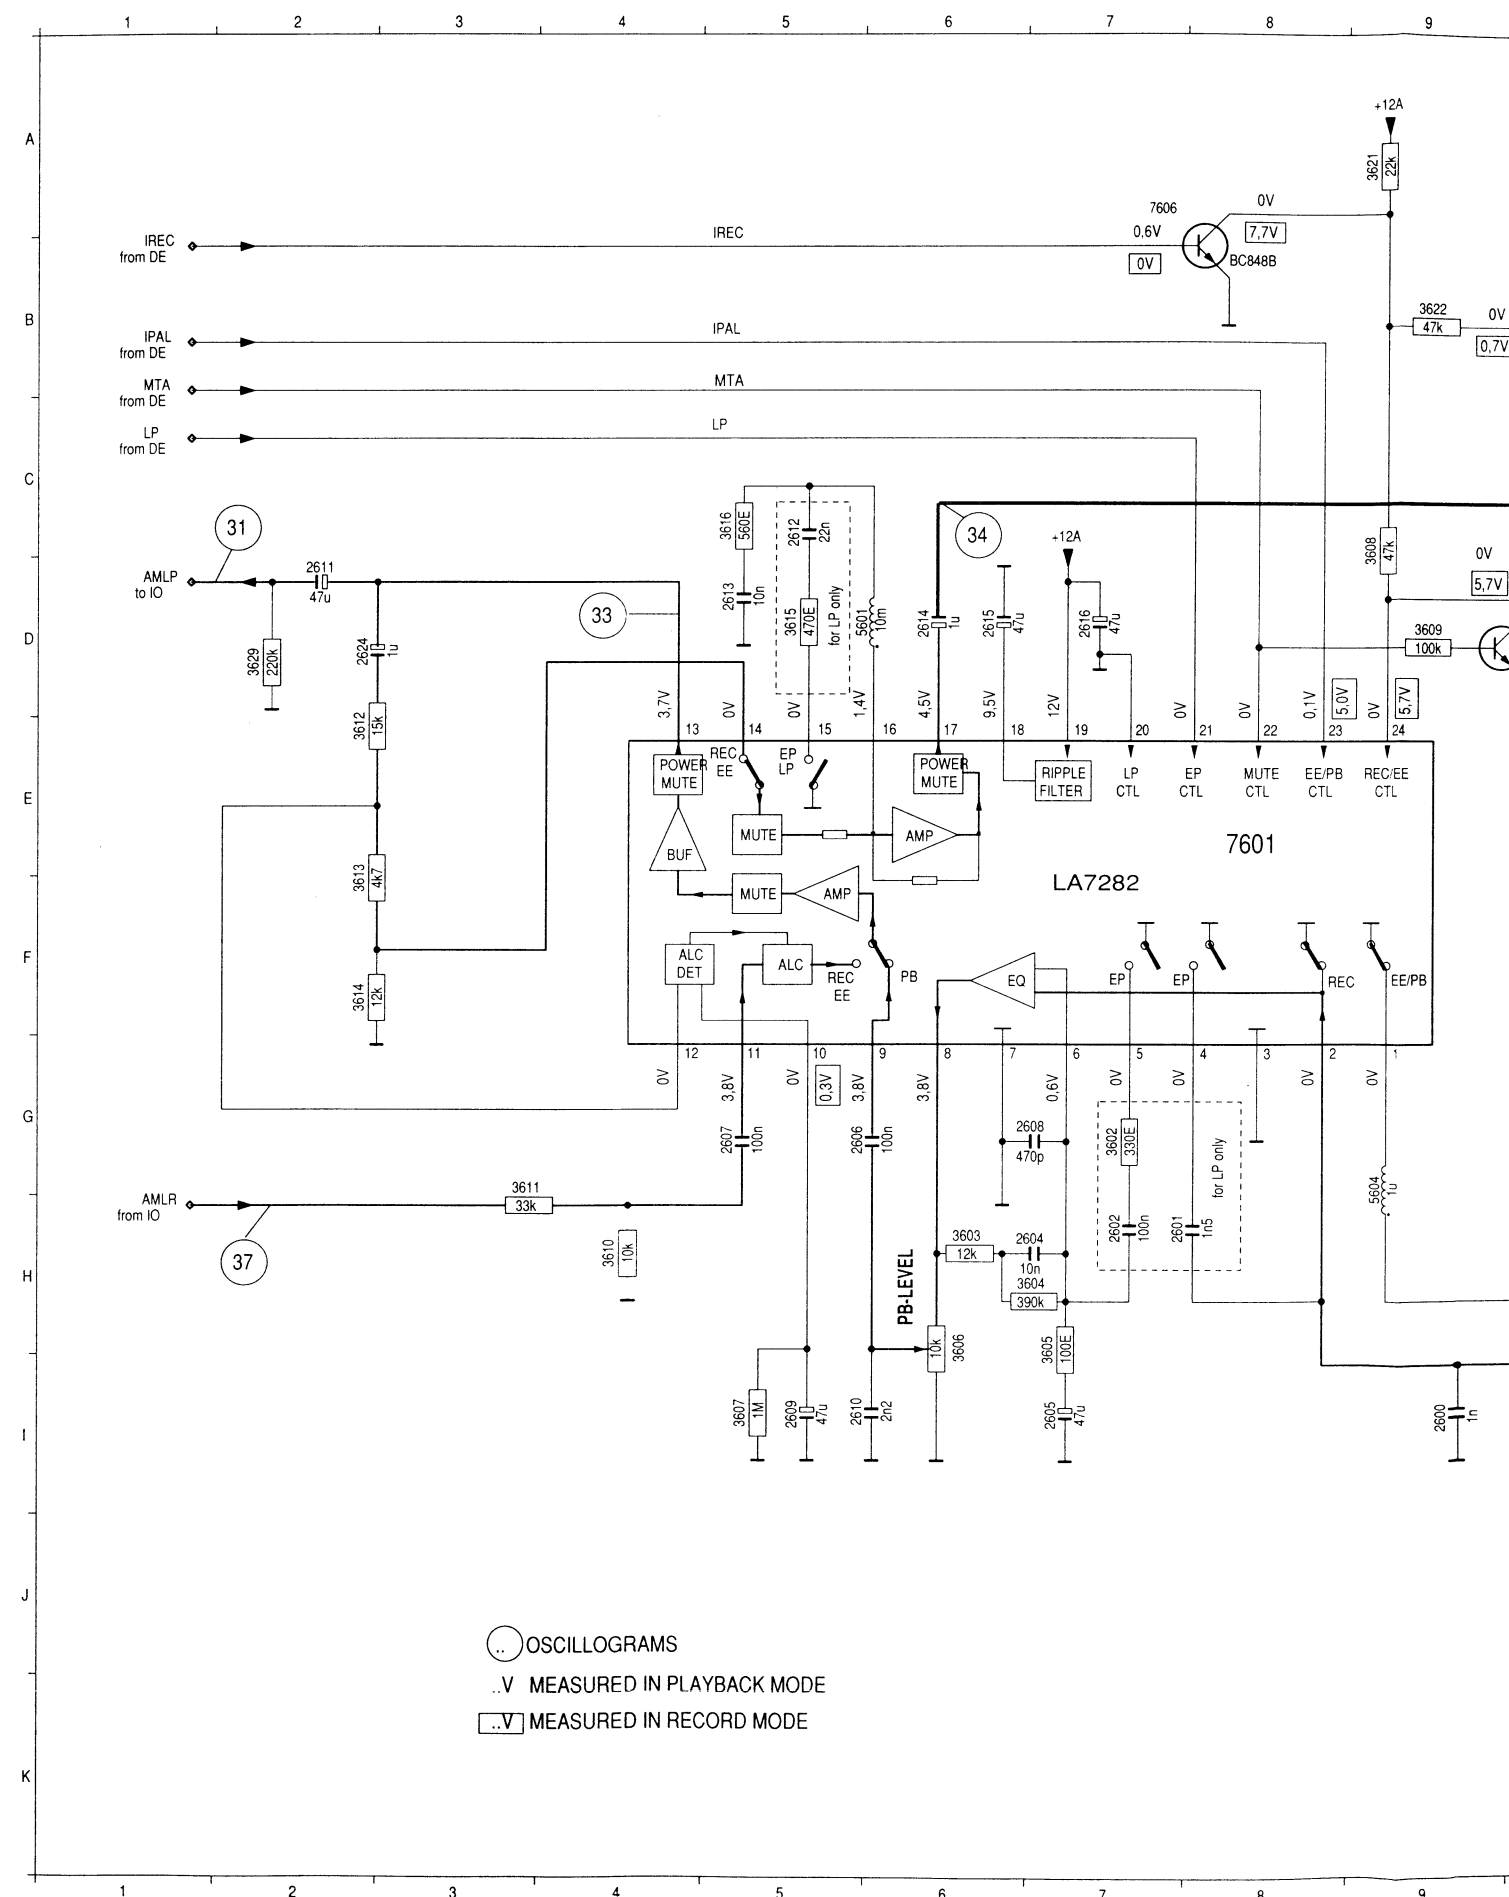 1 2 3 4 5 6 7 8 9
A
B
C
D
E
F
G
H
I
J
K
+12A
3621
22k
7606
0V
0,6V
7,7V
0V
BC848B
IREC
from DE
IREC
IPAL
from DE
IPAL
MTA
from DE
MTA
LP
from DE
LP
3622
47k
0V
0,7V
31
AMLP
to IO
2611
47u
3629
220k
2624
1u
3612
15k
3613
4k7
3614
12k
33
3616
560E
2613
10n
2612
22n
3615
470E
for LP only
5601
10m
34
2614
1u
2615
47u
+12A
2616
47u
3608
47k
0V
5,7V
3609
100k
3,7V
0V
0V
1,4V
4,5V
9,5V
12V
0V
0V
0,1V
5,0V
0V
5,7V
13 14 15 16 17 18 19 20 21 22 23 24
POWER
MUTE
REC
EE
EP
LP
POWER
MUTE
RIPPLE
FILTER
LP
CTL
EP
CTL
MUTE
CTL
EE/PB
CTL
REC/EE
CTL
BUF
MUTE
AMP
7601
MUTE
AMP
LA7282
ALC
DET
ALC
REC
EE
PB
EQ
EP
EP
REC
EE/PB
12 11 10 9 8 7 6 5 4 3 2 1
0V
3,8V
0V
0,3V
3,8V
3,8V
0,6V
0V
0V
0V
0V
2607
100n
2606
100n
2608
470p
3602
330E
for LP only
2602
100n
2601
1n5
5604
1u
AMLR
from IO
37
3611
33k
3610
10k
PB-LEVEL
3603
12k
2604
10n
3604
390k
10k
3606
3605
100E
3607
1M
2609
47u
2610
2n2
2605
47u
2600
1n
.. OSCILLOGRAMS
..V MEASURED IN PLAYBACK MODE
..V MEASURED IN RECORD MODE
1 2 3 4 5 6 7 8 9